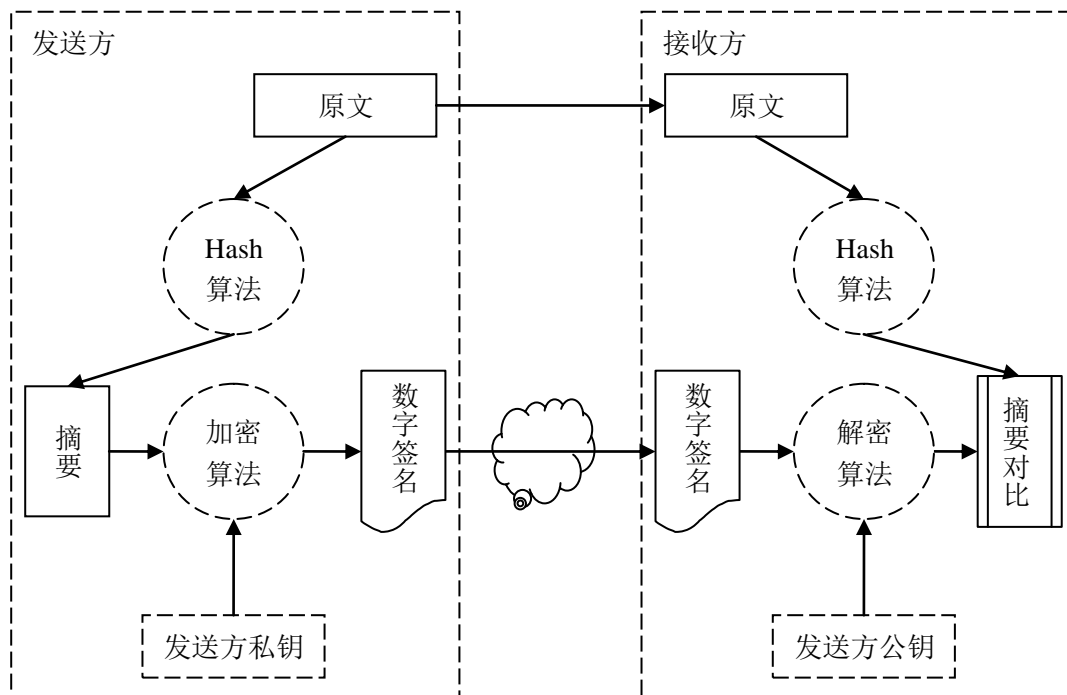 发送方
接收方
原文
原文
Hash
算法
Hash
算法
摘要
加密
算法
数字签名
数字签名
解密
算法
摘要对比
发送方私钥
发送方公钥